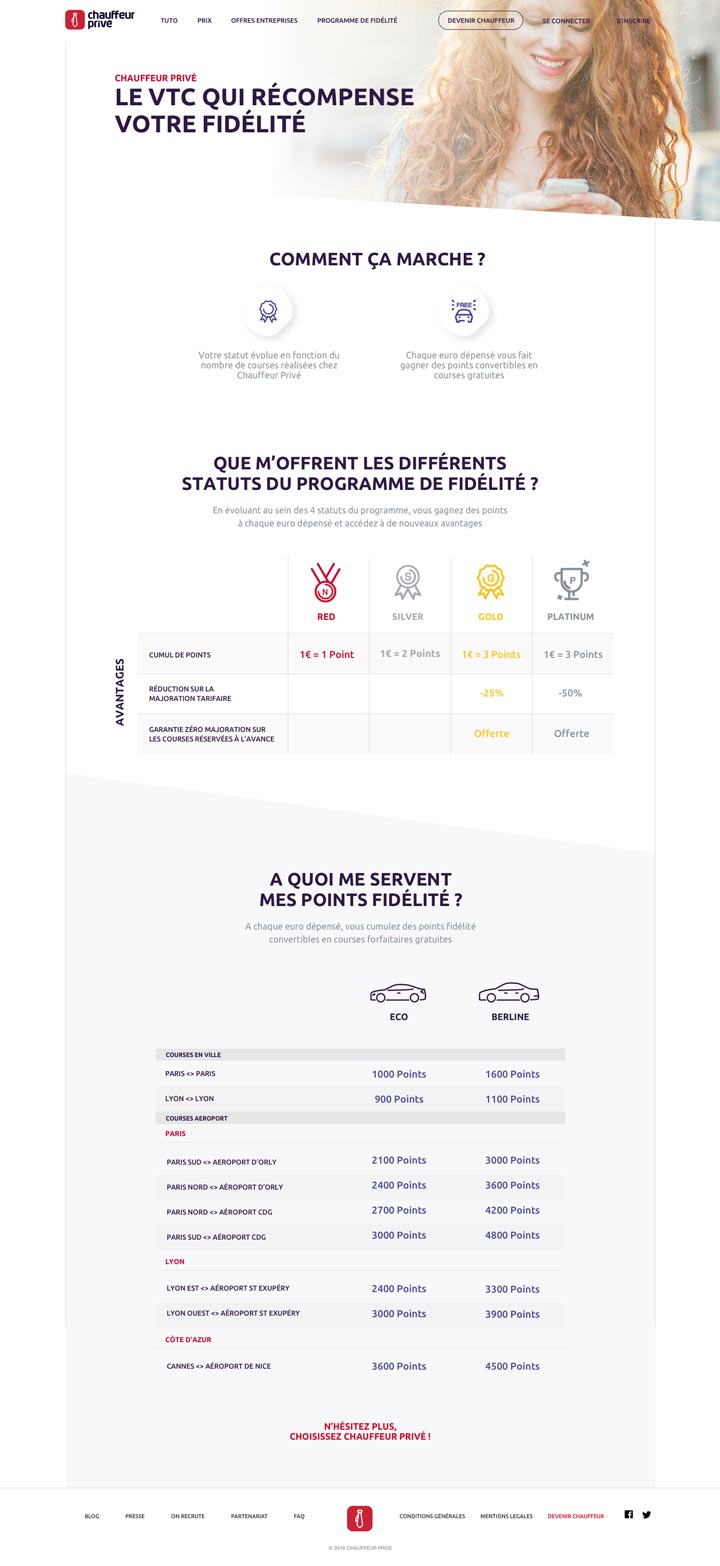 chauffeur
privé
TUTO PRIX OFFRES ENTREPRISES PROGRAMME DE FIDÉLITÉ DEVENIR CHAUFFEUR SE CONNECTER S'INSCRIRE
CHAUFFEUR PRIVÉ
LE VTC QUI RÉCOMPENSE
VOTRE FIDÉLITÉ
COMMENT ÇA MARCHE ?
FREE
Votre statut évolue en fonction du
nombre de courses réalisées chez
Chauffeur Privé
Chaque euro dépensé vous fait
gagner des points convertibles en
courses gratuites
QUE M'OFFRENT LES DIFFÉRENTS
STATUTS DU PROGRAMME DE FIDÉLITÉ ?
En évoluant au sein des 4 statuts du programme, vous gagnez des points
à chaque euro dépensé et accédez à de nouveaux avantages
N S G P
RED SILVER GOLD PLATINUM
AVANTAGES
CUMUL DE POINTS 1€ = 1 Point 1€ = 2 Points 1€ = 3 Points 1€ = 3 Points
RÉDUCTION SUR LA
MAJORATION TARIFAIRE
-25% -50%
GARANTIE ZÉRO MAJORATION SUR
LES COURSES RÉSERVÉES À L'AVANCE
Offerte Offerte
A QUOI ME SERVENT
MES POINTS FIDÉLITÉ ?
A chaque euro dépensé, vous cumulez des points fidélité
convertibles en courses forfaitaires gratuites
ECO BERLINE
COURSES EN VILLE
PARIS <> PARIS 1000 Points 1600 Points
LYON <> LYON 900 Points 1100 Points
COURSES AEROPORT
PARIS
PARIS SUD <> AEROPORT D'ORLY 2100 Points 3000 Points
PARIS NORD <> AÉROPORT D'ORLY 2400 Points 3600 Points
PARIS NORD <> AÉROPORT CDG 2700 Points 4200 Points
PARIS SUD <> AÉROPORT CDG 3000 Points 4800 Points
LYON
LYON EST <> AÉROPORT ST EXUPÉRY 2400 Points 3300 Points
LYON OUEST <> AÉROPORT ST EXUPÉRY 3000 Points 3900 Points
CÔTE D'AZUR
CANNES <> AÉROPORT DE NICE 3600 Points 4500 Points
N'HÉSITEZ PLUS,
CHOISISSEZ CHAUFFEUR PRIVÉ !
BLOG PRESSE ON RECRUTE PARTENARIAT FAQ CONDITIONS GÉNÉRALES MENTIONS LEGALES DEVENIR CHAUFFEUR
© 2016 CHAUFFEUR PRIVE